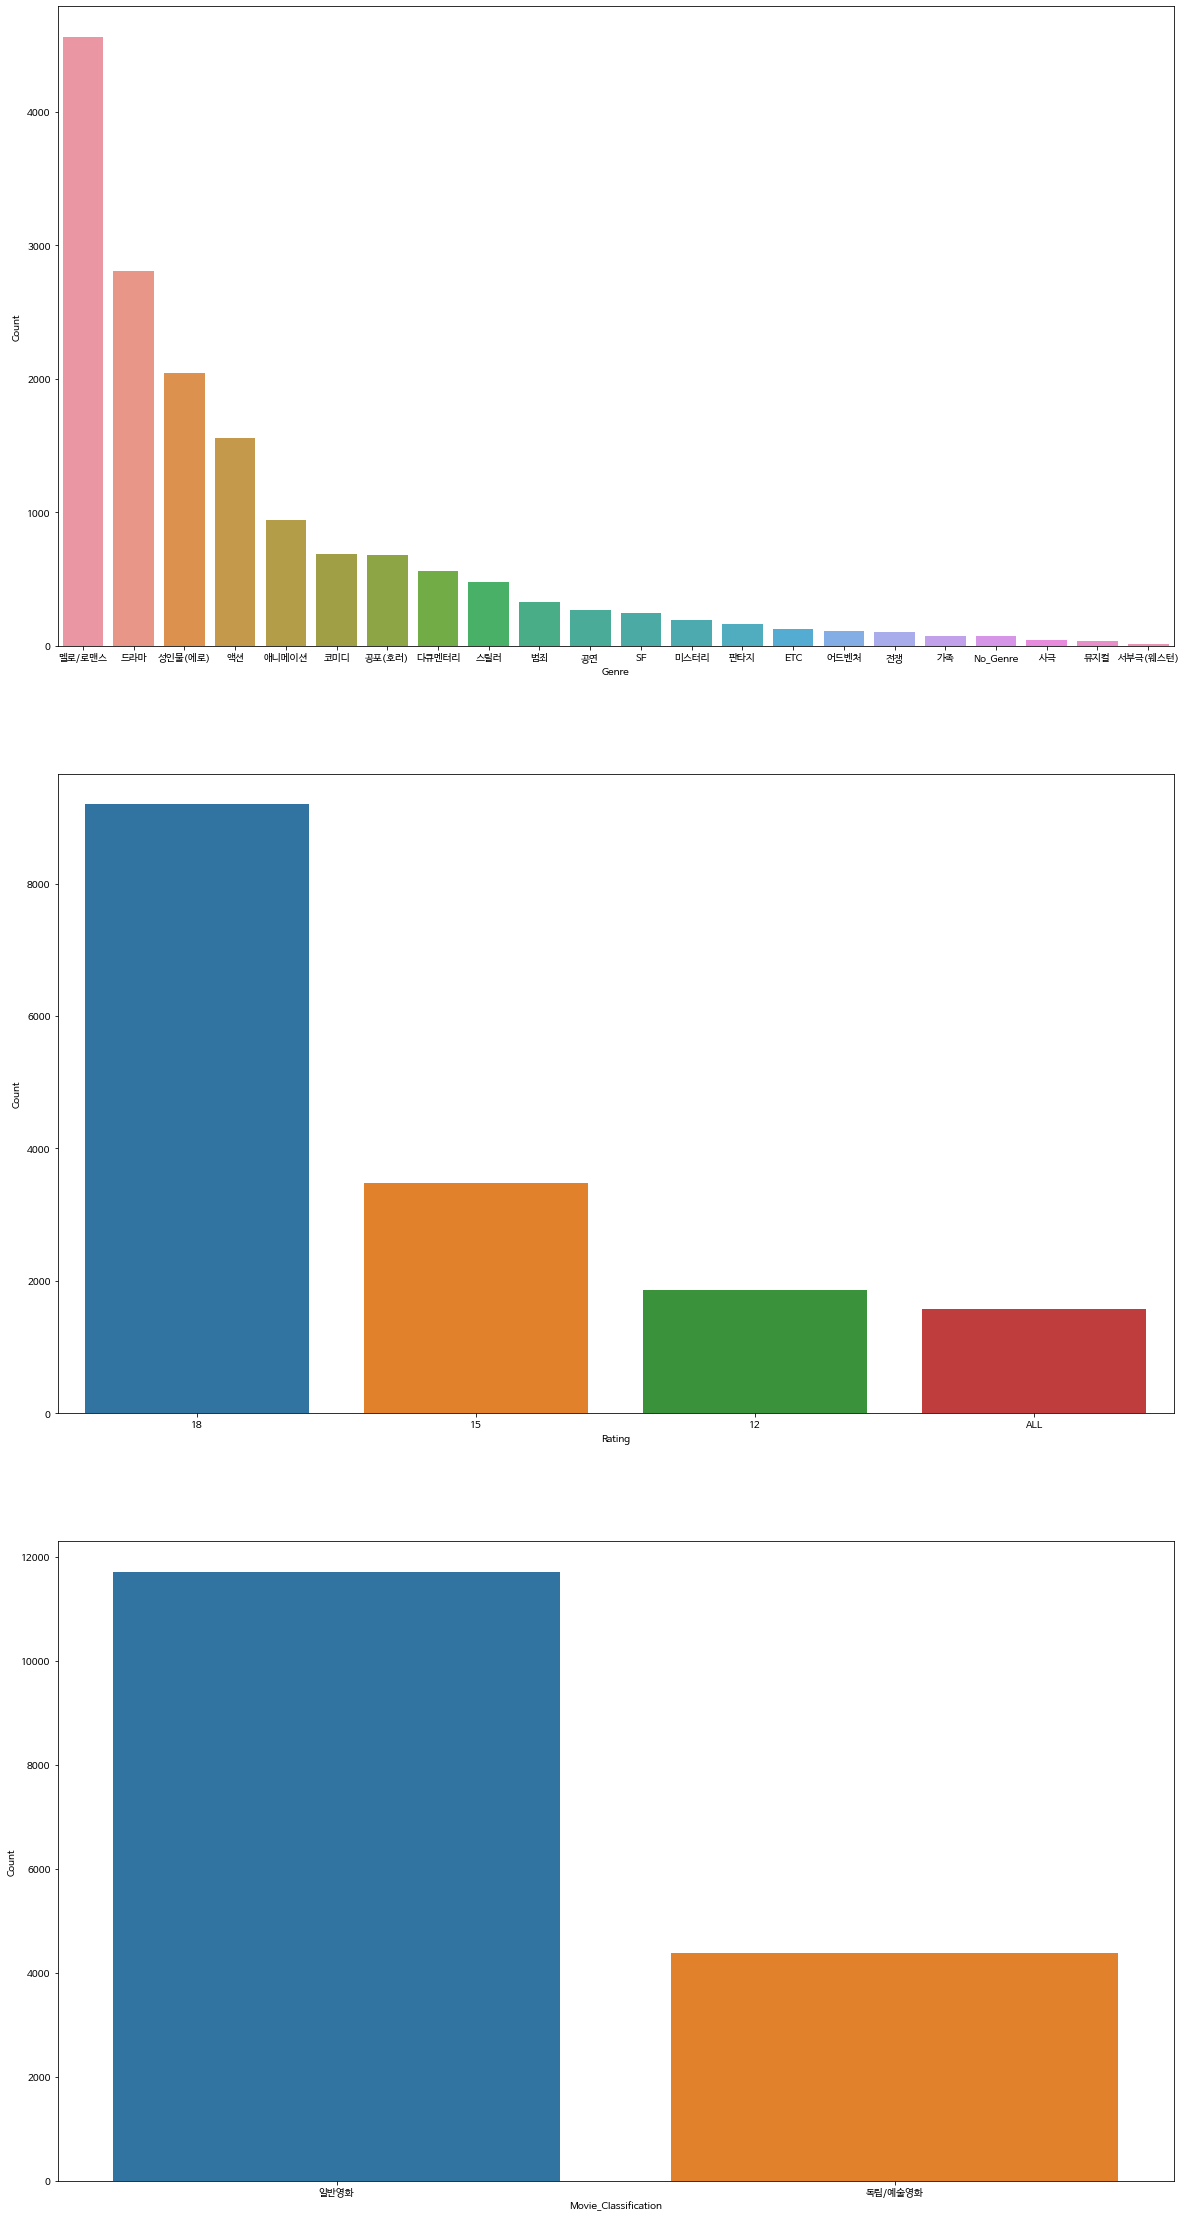 4000
3000
Count
2000
1000
0
멜로/로맨스 드라마 성인물(에로) 액션 애니메이션 코미디 공포(호러) 다큐멘터리 스릴러 범죄 공연 SF 미스터리 판타지 ETC 어드벤처 전쟁 가족 No_Genre 사극 뮤지컬 서부극(웨스턴)
Genre
8000
6000
Count
4000
2000
0
18 15 12 ALL
Rating
12000
10000
8000
Count
6000
4000
2000
0
일반영화 독립/예술영화
Movie_Classification